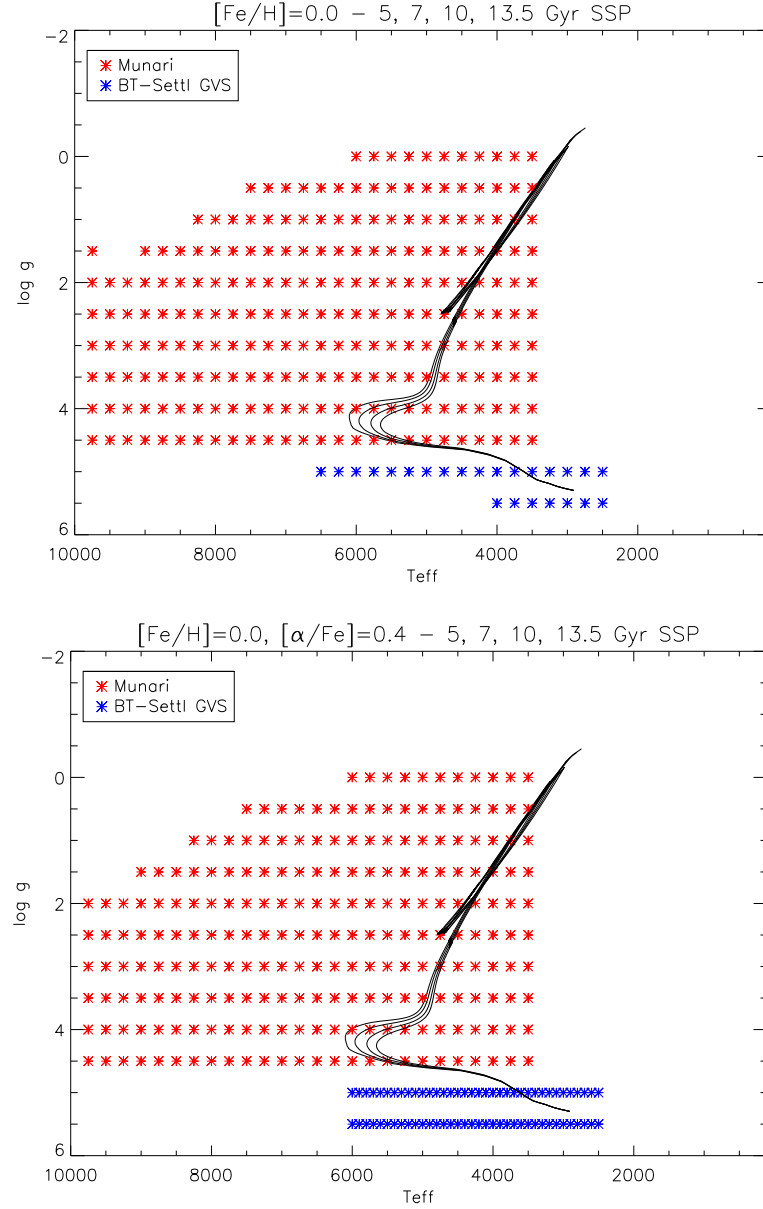 [Fe/H]=0.0 – 5, 7, 10, 13.5 Gyr SSP
Munari
BT–Settl GVS
−2
0
2
4
6
log g
10000 8000 6000 4000 2000
Teff
[Fe/H]=0.0, [α/Fe]=0.4 – 5, 7, 10, 13.5 Gyr SSP
Munari
BT–Settl GVS
−2
0
2
4
6
log g
10000 8000 6000 4000 2000
Teff